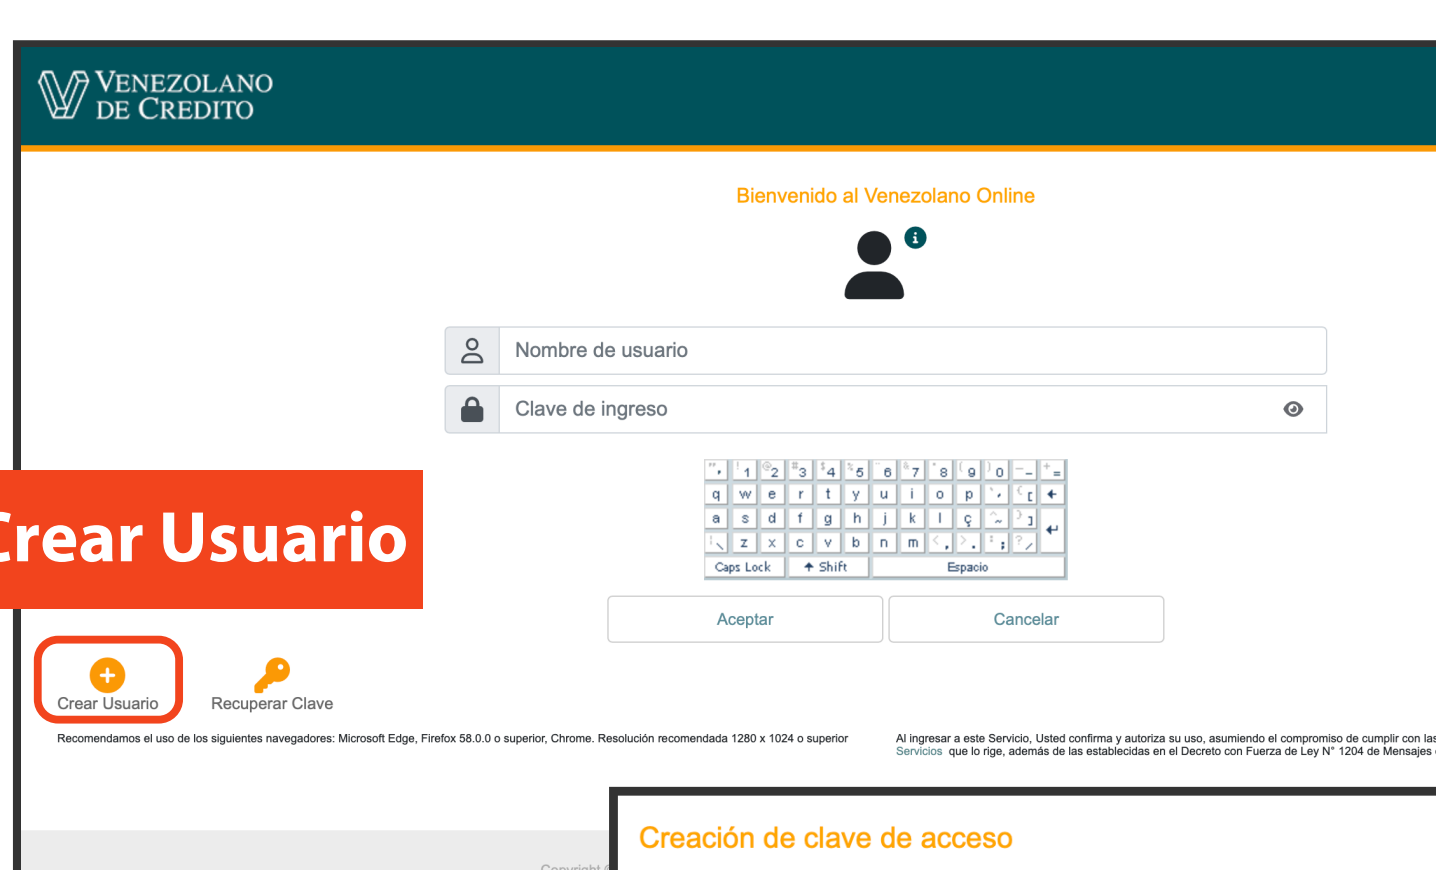 VENEZOLANO
DE CREDITO
Bienvenido al Venezolano Online
Nombre de usuario
Clave de ingreso
" , ! 1 @ 2 # 3 $ 4 % 5 ¨ 6 & 7 * 8 ( 9 ) 0 _ - + =
q w e r t y u i o p ` ´ { [
a s d f g h j k l ç ^ ~ } ]
| \ z x c v b n m < , > . : ; ? /
Caps Lock Shift Espacio
Crear Usuario
Aceptar Cancelar
Crear Usuario Recuperar Clave
Recomendamos el uso de los siguientes navegadores: Microsoft Edge, Firefox 58.0.0 o superior, Chrome. Resolución recomendada 1280 x 1024 o superior
Al ingresar a este Servicio, Usted confirma y autoriza su uso, asumiendo el compromiso de cumplir con las
Servicios que lo rige, además de las establecidas en el Decreto con Fuerza de Ley N° 1204 de Mensajes
Creación de clave de acceso
Copyright